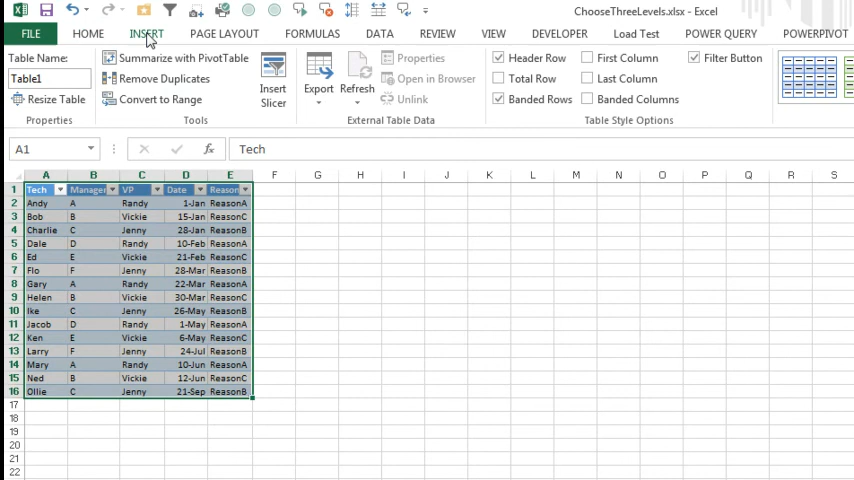 ChooseThreeLevels.xlsx - Excel
FILE HOME INSERT PAGE LAYOUT FORMULAS DATA REVIEW VIEW DEVELOPER Load Test POWER QUERY POWERPIVOT
Table Name:
Table1
Resize Table
Properties
Summarize with PivotTable
Remove Duplicates
Convert to Range
Tools
Insert
Slicer
Export
Refresh
Properties
Open in Browser
Unlink
External Table Data
Header Row
Total Row
Banded Rows
First Column
Last Column
Banded Columns
Filter Button
Table Style Options
A1 fx Tech
A B C D E F G H I J K L M N O P Q R S
1 Tech Manager VP Date Reason
2 Andy A Randy 1-Jan ReasonA
3 Bob B Vickie 15-Jan ReasonC
4 Charlie C Jenny 28-Jan ReasonB
5 Dale D Randy 10-Feb ReasonA
6 Ed E Vickie 21-Feb ReasonC
7 Flo F Jenny 28-Mar ReasonB
8 Gary A Randy 22-Mar ReasonA
9 Helen B Vickie 30-Mar ReasonC
10 Ike C Jenny 26-May ReasonB
11 Jacob D Randy 1-May ReasonA
12 Ken E Vickie 6-May ReasonC
13 Larry F Jenny 24-Jul ReasonB
14 Mary A Randy 10-Jun ReasonA
15 Ned B Vickie 12-Jun ReasonC
16 Ollie C Jenny 21-Sep ReasonB
17
18
19
20
21
22